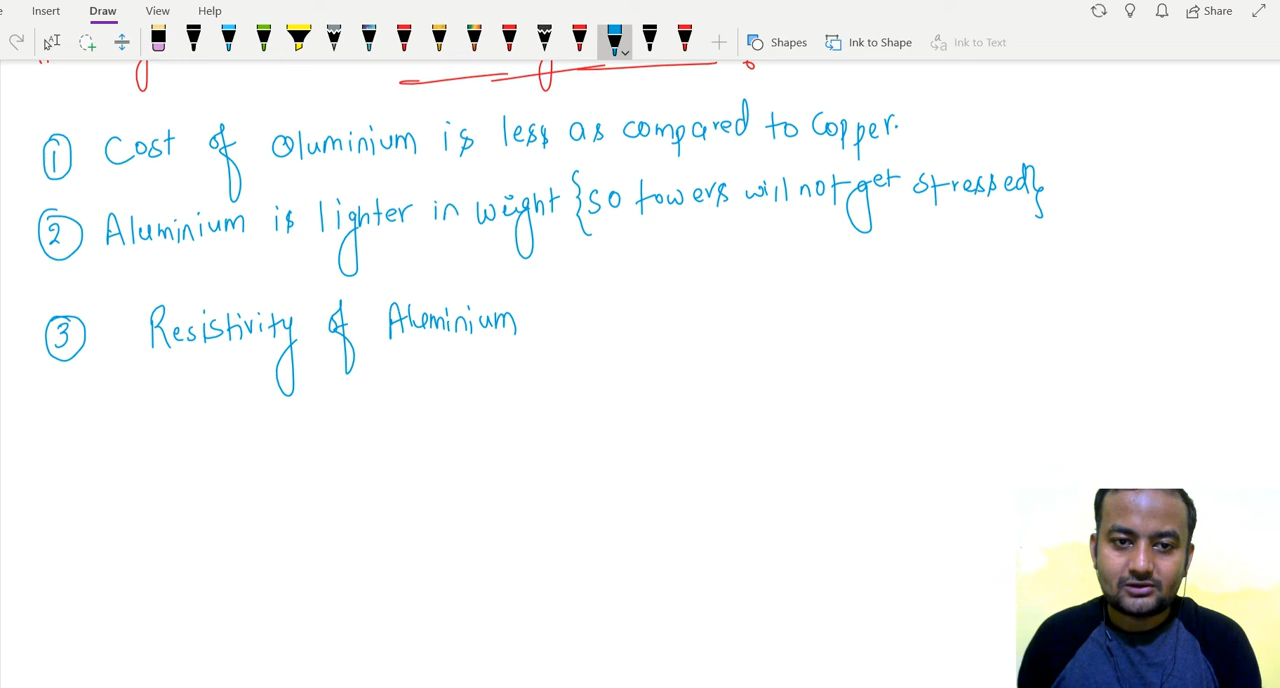 Insert Draw View Help Share
Shapes Ink to Shape Ink to Text
1 Cost of aluminium is less as compared to Copper.
2 Aluminium is lighter in weight {so towers will not get stressed}
3 Resistivity of Aluminium